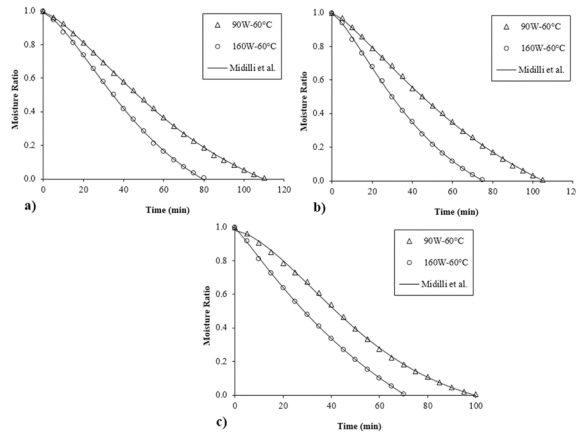 1.0
0.8
0.6
0.4
0.2
0.0
Moisture Ratio
90W-60°C
160W-60°C
Midilli et al.
0 20 40 60 80 100 120
Time (min)
a)
1.0
0.8
0.6
0.4
0.2
0.0
Moisture Ratio
90W-60°C
160W-60°C
Midilli et al.
0 20 40 60 80 100 120
Time (min)
b)
1.0
0.8
0.6
0.4
0.2
0.0
Moisture Ratio
90W-60°C
160W-60°C
Midilli et al.
0 20 40 60 80 100
Time (min)
c)